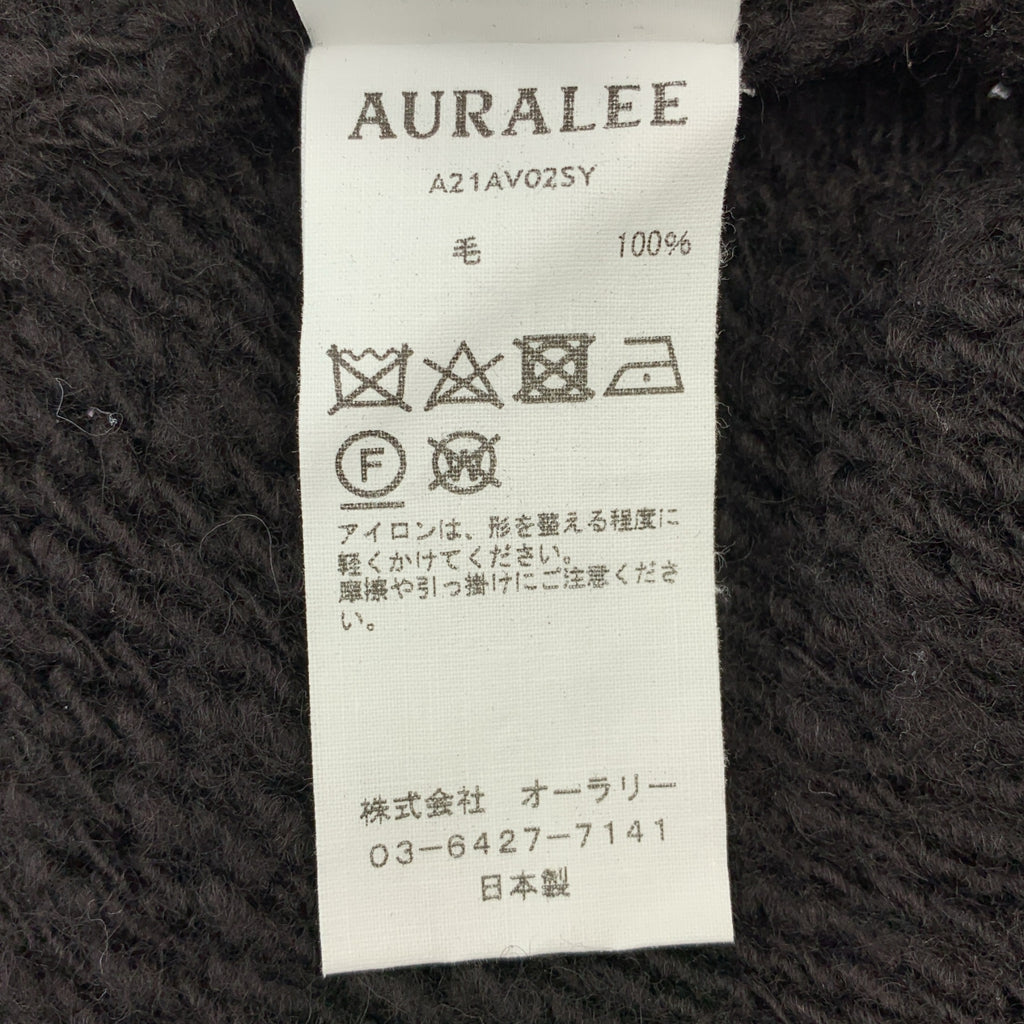 AURALEE
A21AV02SY
毛 100%
F W
アイロンは、形を整える程度に
軽くかけてください。
摩擦や引っ掛けにご注意くださ
い。
株式会社 オーラリー
03-6427-7141
日本製